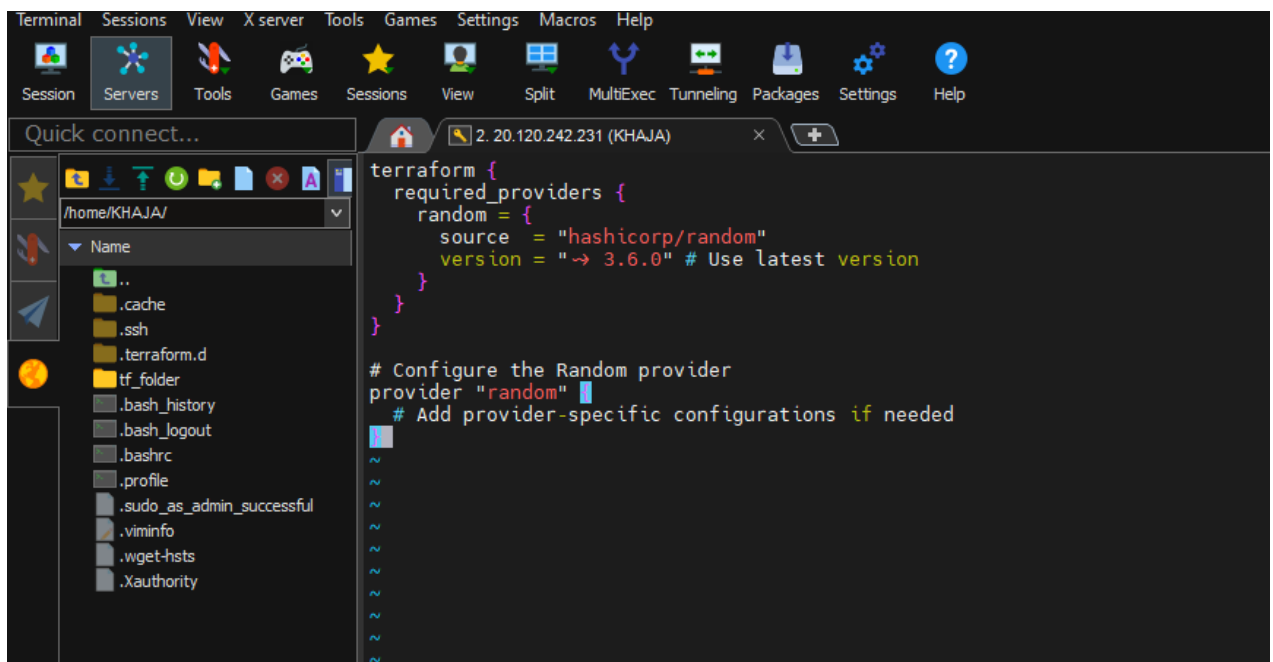 Terminal Sessions View X server Tools Games Settings Macros Help
Session Servers Tools Games Sessions View Split MultiExec Tunneling Packages Settings Help
Quick connect...
2. 20.120.242.231 (KHAJA)
/home/KHAJA/
Name
..
.cache
.ssh
.terraform.d
tf_folder
.bash_history
.bash_logout
.bashrc
.profile
.sudo_as_admin_successful
.viminfo
.wget-hsts
.Xauthority
terraform {
  required_providers {
    random = {
      source  = "hashicorp/random"
      version = "⤳ 3.6.0" # Use latest version
    }
  }
}
# Configure the Random provider
provider "random" {
  # Add provider-specific configurations if needed
}
~
~
~
~
~
~
~
~
~
~